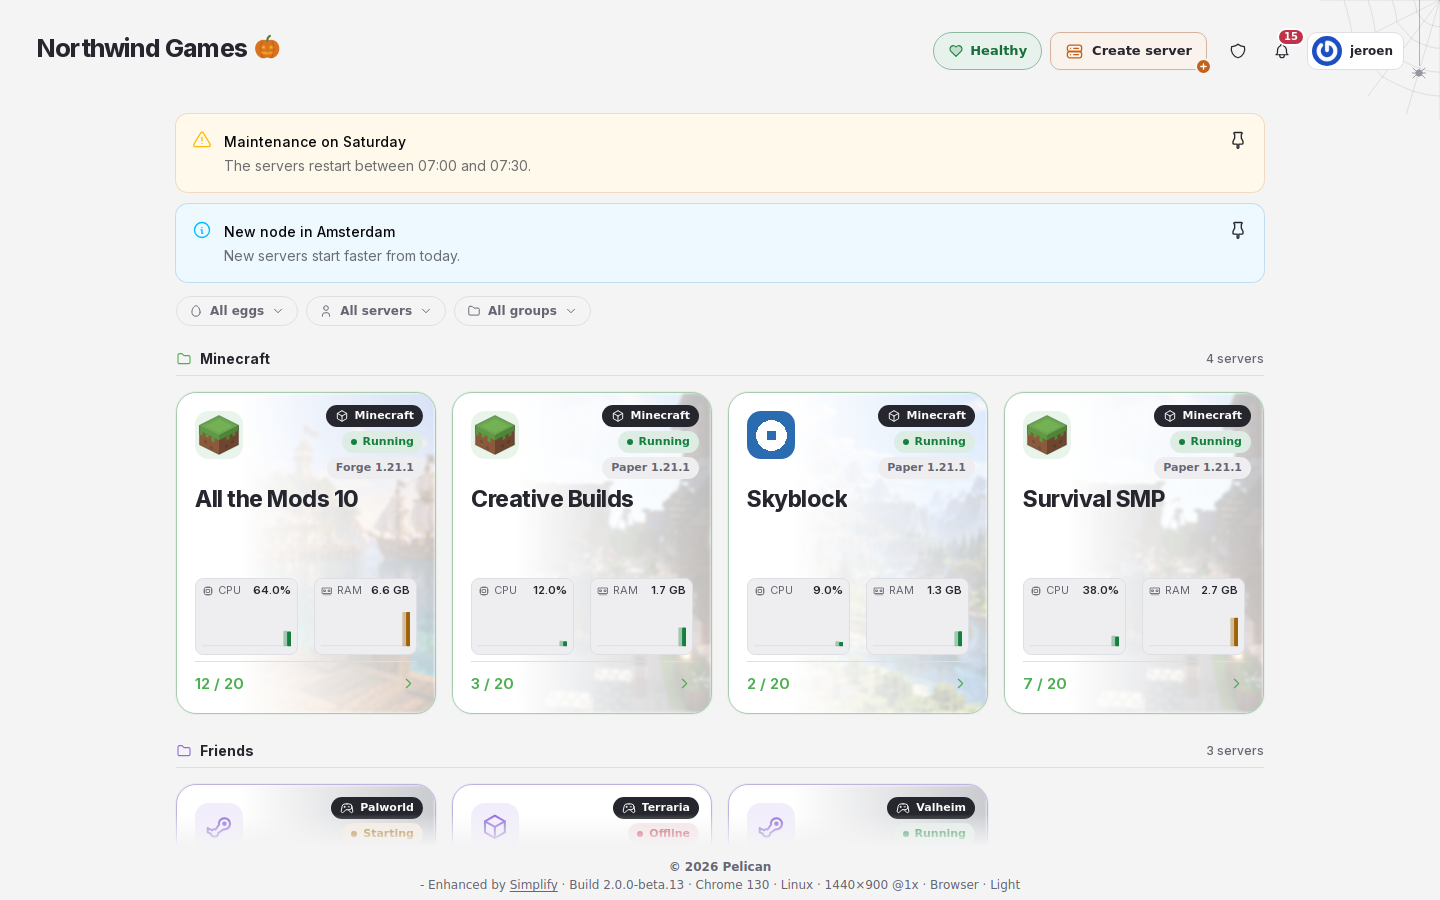 Northwind Games
Healthy
Create server
15
jeroen
Maintenance on Saturday
The servers restart between 07:00 and 07:30.
New node in Amsterdam
New servers start faster from today.
All eggs
All servers
All groups
Minecraft
4 servers
Minecraft
Running
Forge 1.21.1
All the Mods 10
CPU 64.0%
RAM 6.6 GB
12 / 20
Minecraft
Running
Paper 1.21.1
Creative Builds
CPU 12.0%
RAM 1.7 GB
3 / 20
Minecraft
Running
Paper 1.21.1
Skyblock
CPU 9.0%
RAM 1.3 GB
2 / 20
Minecraft
Running
Paper 1.21.1
Survival SMP
CPU 38.0%
RAM 2.7 GB
7 / 20
Friends
3 servers
Palworld
Starting
Terraria
Offline
Valheim
Running
© 2026 Pelican
- Enhanced by Simplify · Build 2.0.0-beta.13 · Chrome 130 · Linux · 1440×900 @1x · Browser · Light